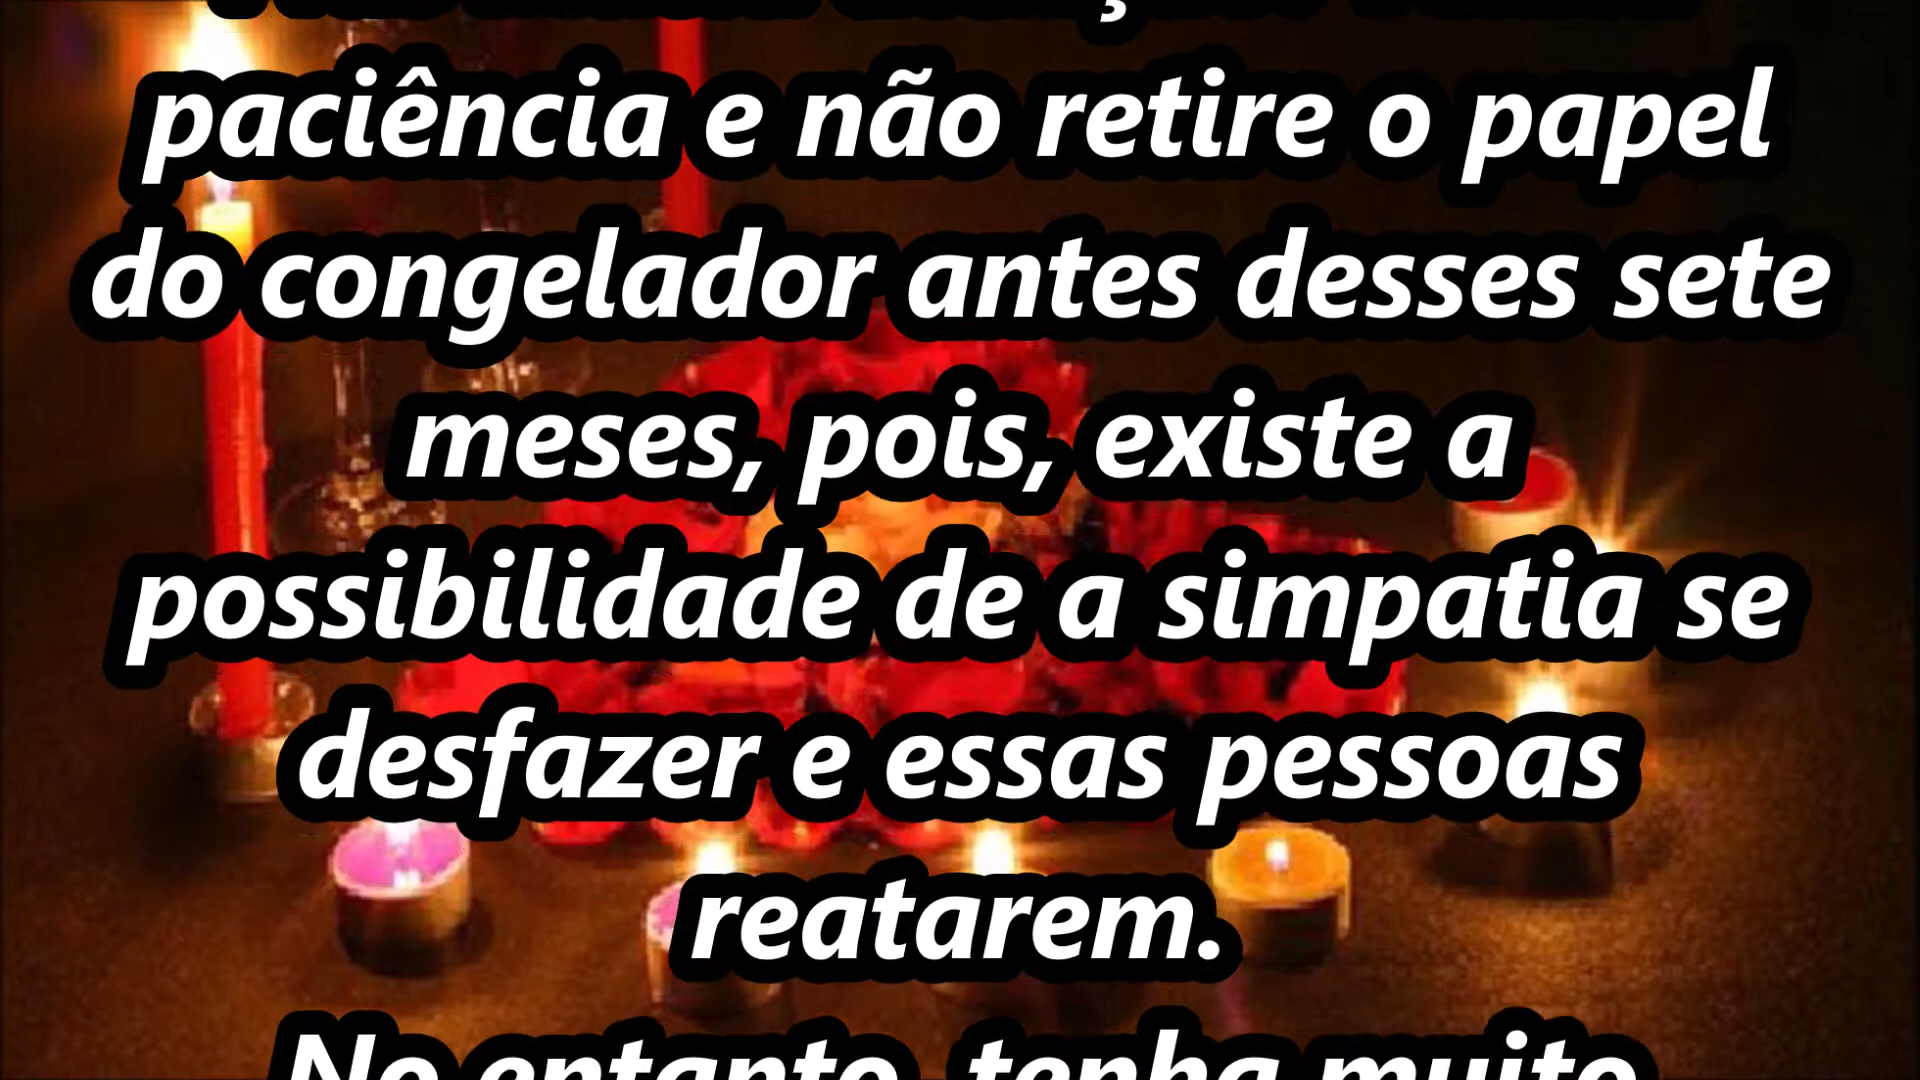 paciência e não retire o papel
do congelador antes desses sete
meses, pois, existe a
possibilidade de a simpatia se
desfazer e essas pessoas
reatarem.
No entanto, tenha muito